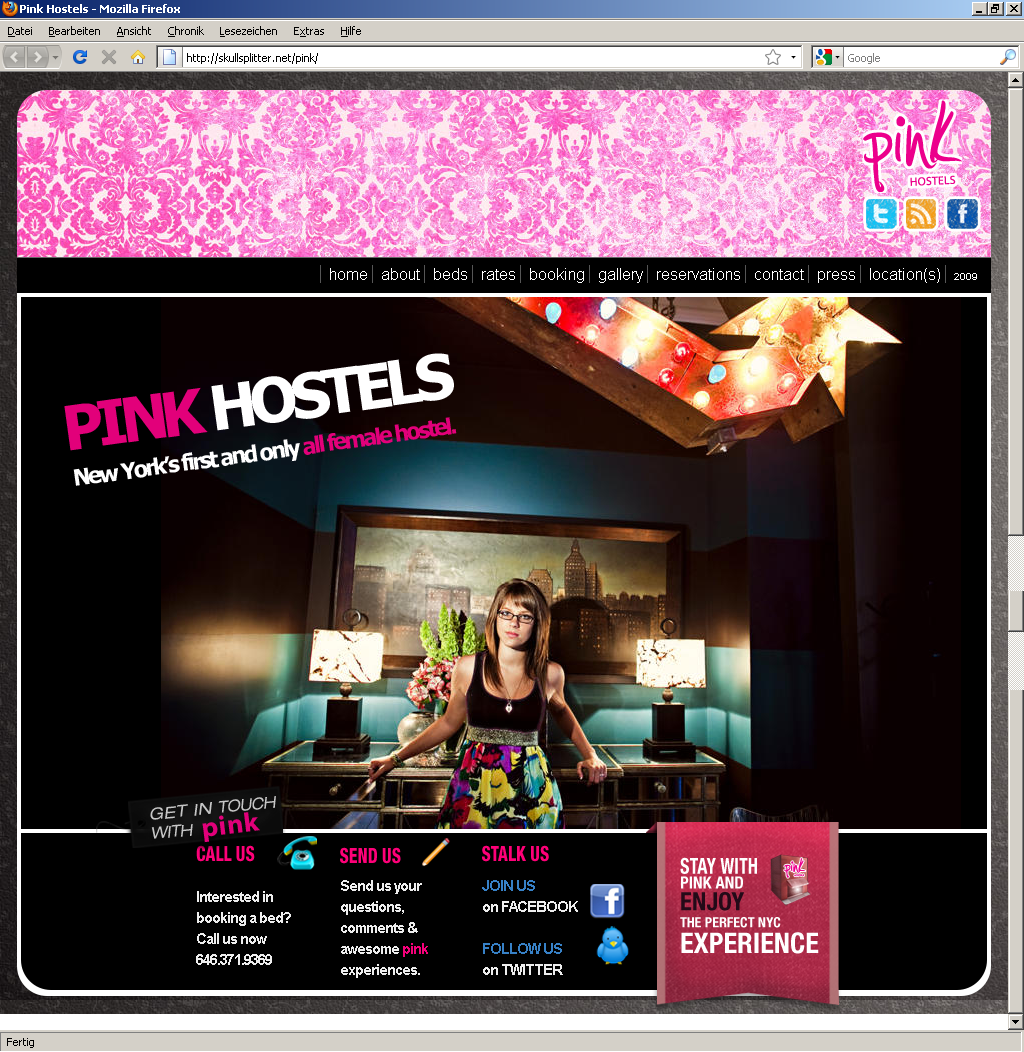 Pink Hostels - Mozilla Firefox
Datei Bearbeiten Ansicht Chronik Lesezeichen Extras Hilfe
http://skullsplitter.net/pink/
Google
pink
HOSTELS
home about beds rates booking gallery reservations contact press location(s) 2009
PINK HOSTELS
New York's first and only all female hostel.
GET IN TOUCH
WITH pink
CALL US
Interested in
booking a bed?
Call us now
646.371.9369
SEND US
Send us your
questions,
comments &
awesome pink
experiences.
STALK US
JOIN US
on FACEBOOK
FOLLOW US
on TWITTER
STAY WITH
PINK AND
ENJOY
THE PERFECT NYC
EXPERIENCE
pink
Fertig